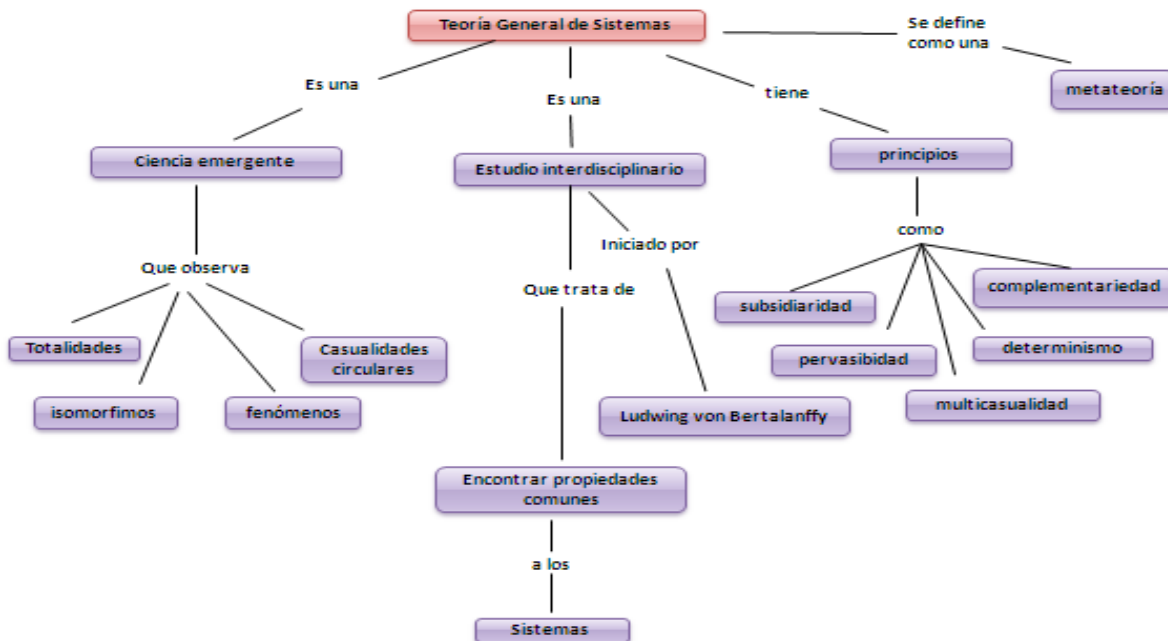 Teoría General de Sistemas
Se define
como una
metateoría
Es una
Es una
tiene
Ciencia emergente
Estudio interdisciplinario
principios
Que observa
Iniciado por
como
Que trata de
subsidiaridad
complementariedad
Totalidades
Casualidades
circulares
pervasibidad
determinismo
isomorfimos
fenómenos
Ludwing von Bertalanffy
multicasualidad
Encontrar propiedades
comunes
a los
Sistemas